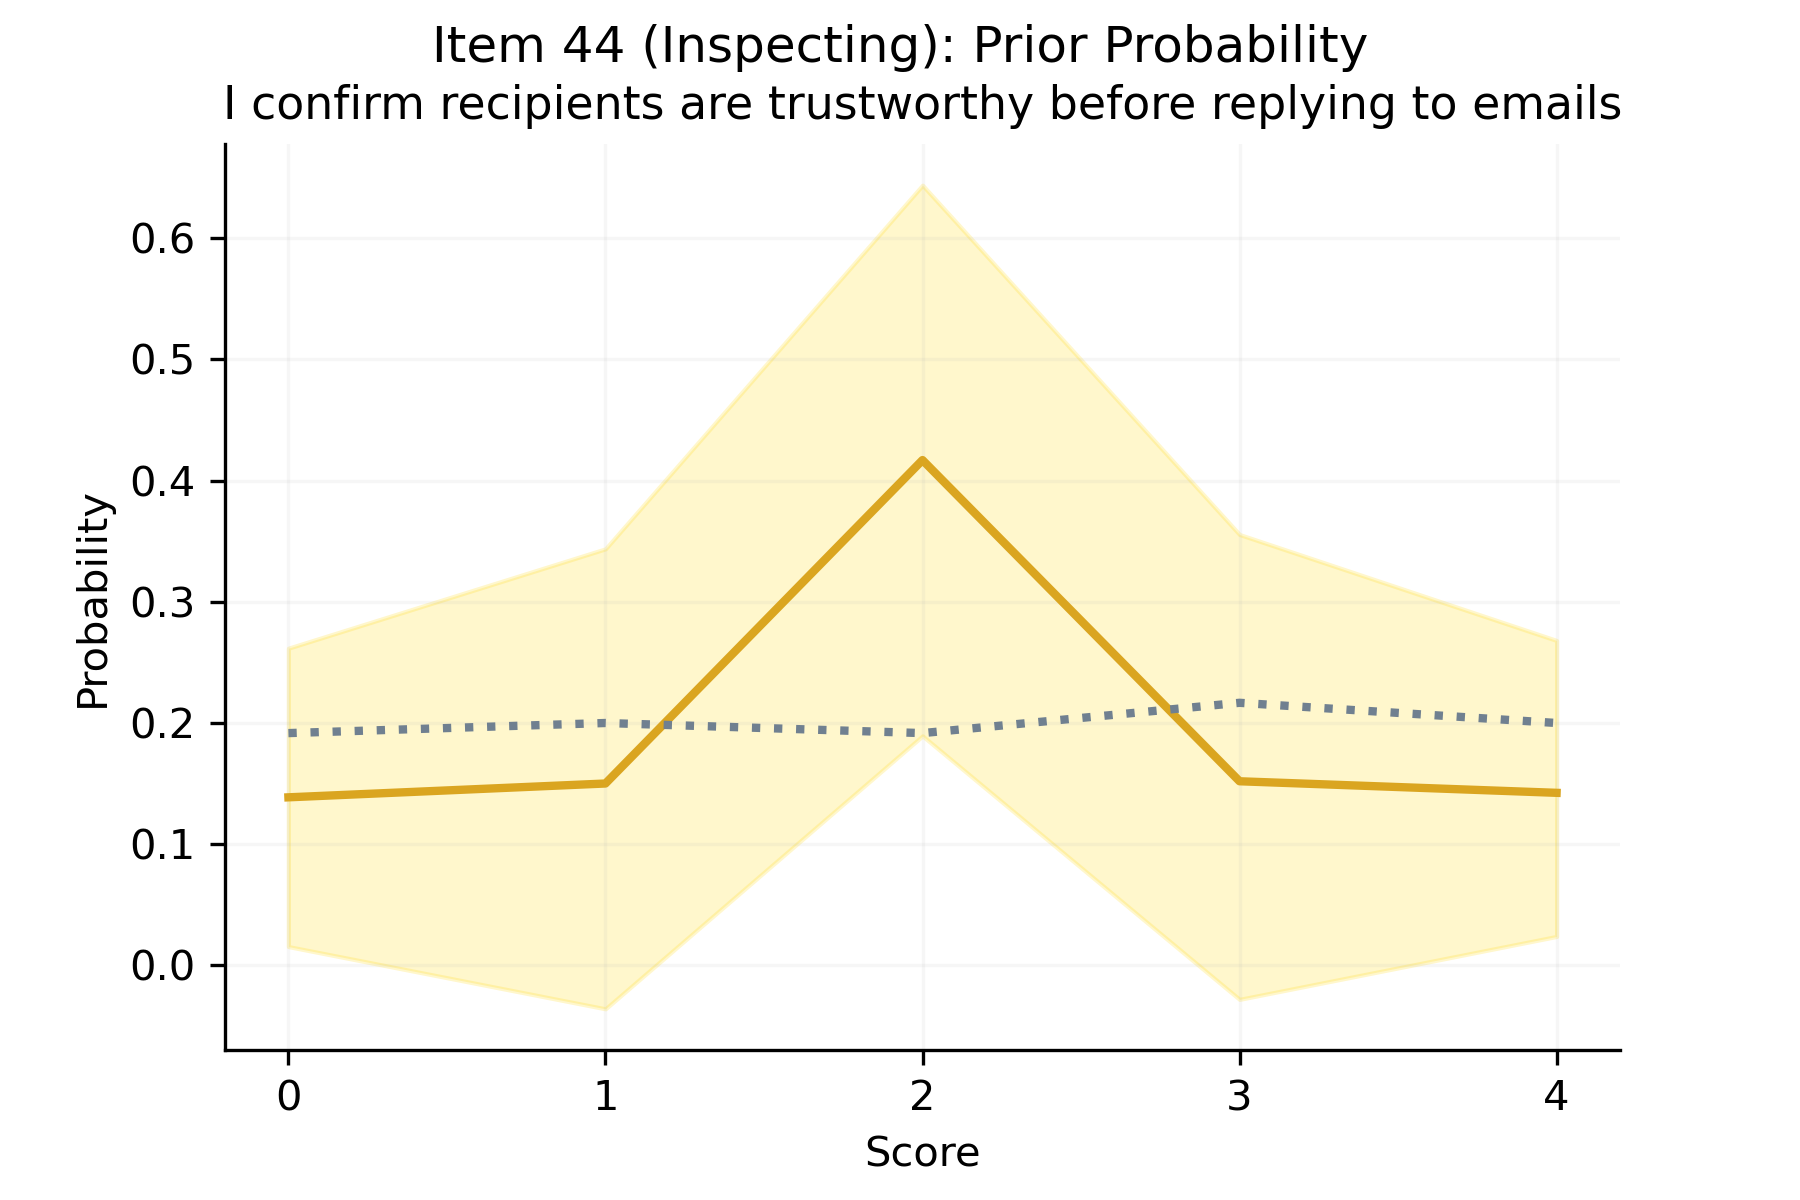 Item 44 (Inspecting): Prior Probability
I confirm recipients are trustworthy before replying to emails
Probability
0.6
0.5
0.4
0.3
0.2
0.1
0.0
0 1 2 3 4
Score